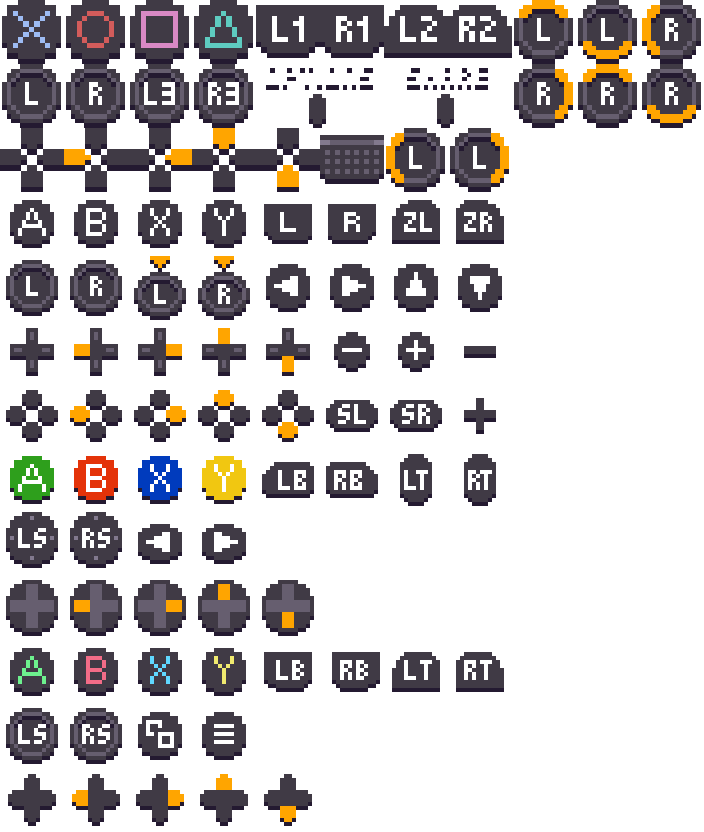 L1 R1 L2 R2 L L R
L R L3 R3 R R R
L L
A B X Y L R ZL ZR
L R L R
SL SR
A B X Y LB RB LT RT
LS RS
A B X Y LB RB LT RT
LS RS